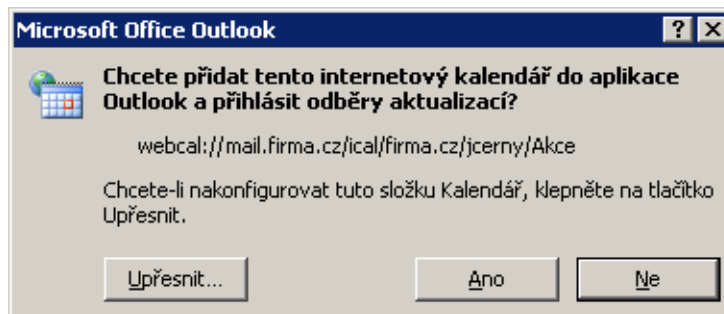 Microsoft Office Outlook
Chcete přidat tento internetový kalendář do aplikace
Outlook a přihlásit odběry aktualizací?
webcal://mail.firma.cz/ical/firma.cz/jcerny/Akce
Chcete-li nakonfigurovat tuto složku Kalendář, klepněte na tlačítko
Upřesnit.
Upřesnit... Ano Ne